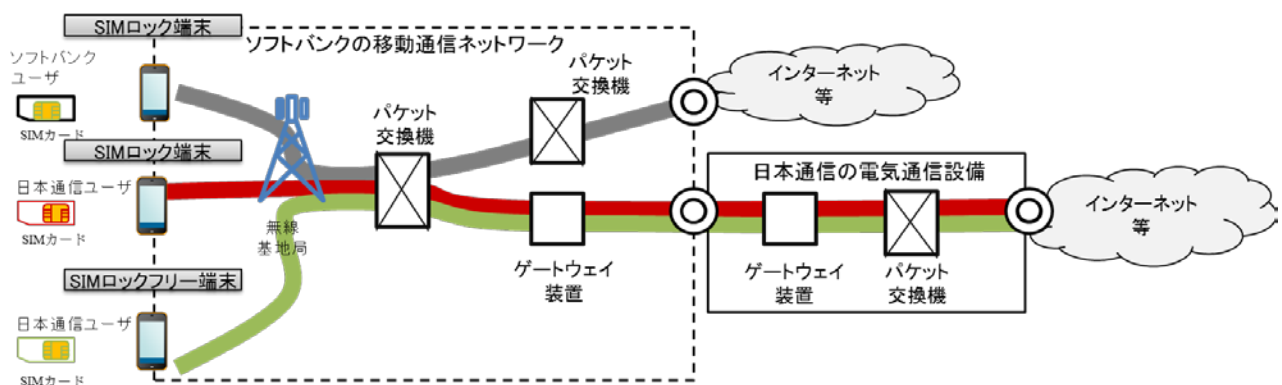 SIMロック端末
ソフトバンクの移動通信ネットワーク
ソフトバンク
ユーザ
SIMカード
パケット
交換機
パケット
交換機
インターネット
等
SIMロック端末
日本通信ユーザ
SIMカード
無線
基地局
ゲートウェイ
装置
日本通信の電気通信設備
ゲートウェイ
装置
パケット
交換機
インターネット
等
SIMロックフリー端末
日本通信ユーザ
SIMカード